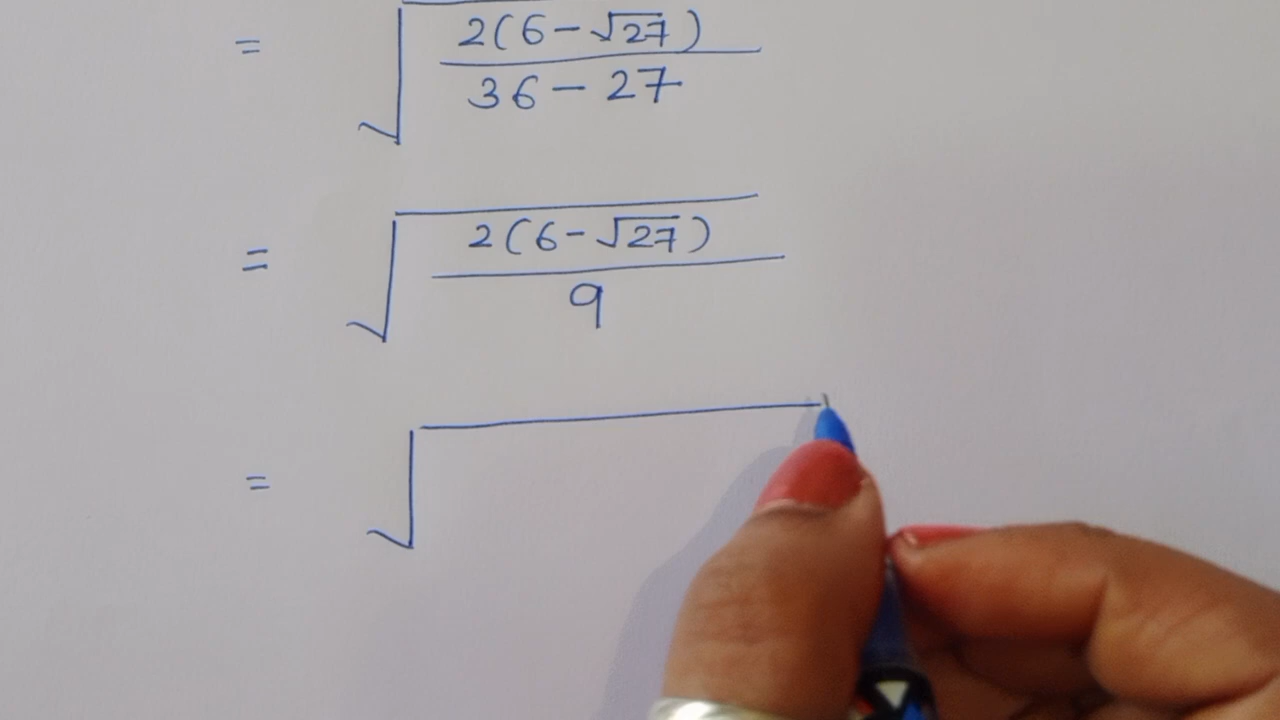 = √(2(6-√27)/(36-27))
= √(2(6-√27)/9)
= √